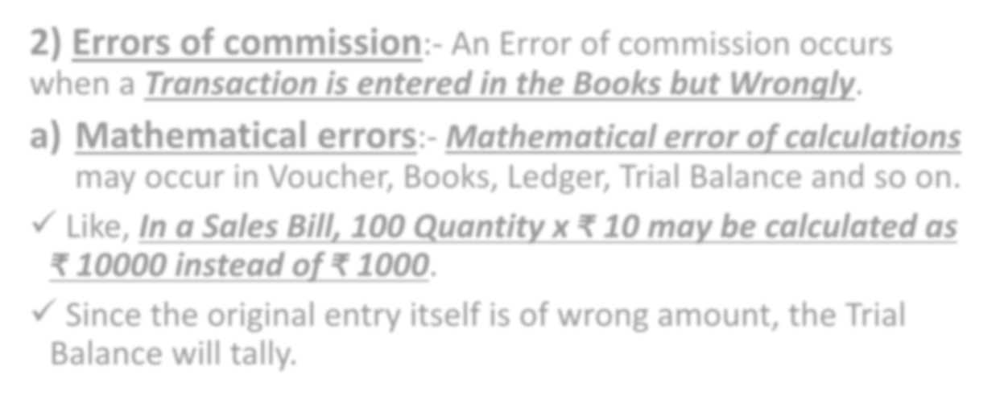 2) Errors of commission:- An Error of commission occurs
when a Transaction is entered in the Books but Wrongly.
a) Mathematical errors:- Mathematical error of calculations
may occur in Voucher, Books, Ledger, Trial Balance and so on.
✓ Like, In a Sales Bill, 100 Quantity x ₹ 10 may be calculated as
₹ 10000 instead of ₹ 1000.
✓ Since the original entry itself is of wrong amount, the Trial
Balance will tally.